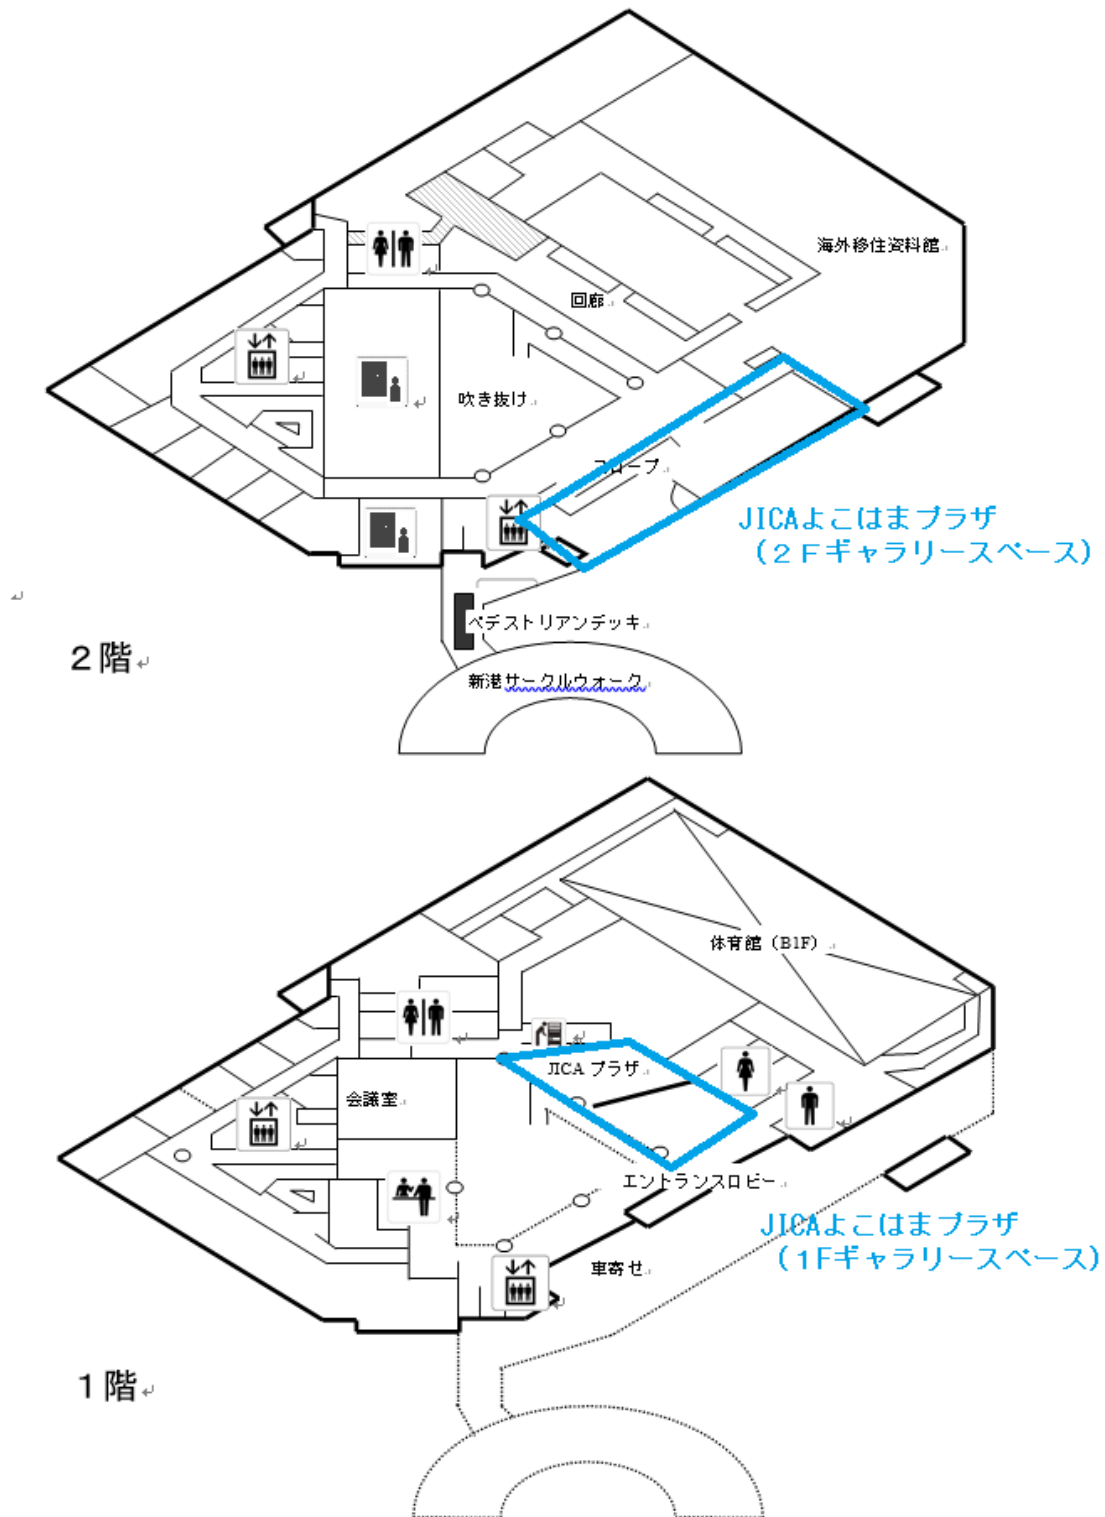 海外移住資料館
回廊
吹き抜け
スロープ
JICAよこはまプラザ
(2Fギャラリースペース)
ペデストリアンデッキ
2階
新港サークルウォーク
体育館(B1F)
JICAプラザ
会議室
エントランスロビー
JICAよこはまプラザ
(1Fギャラリースペース)
車寄せ
1階